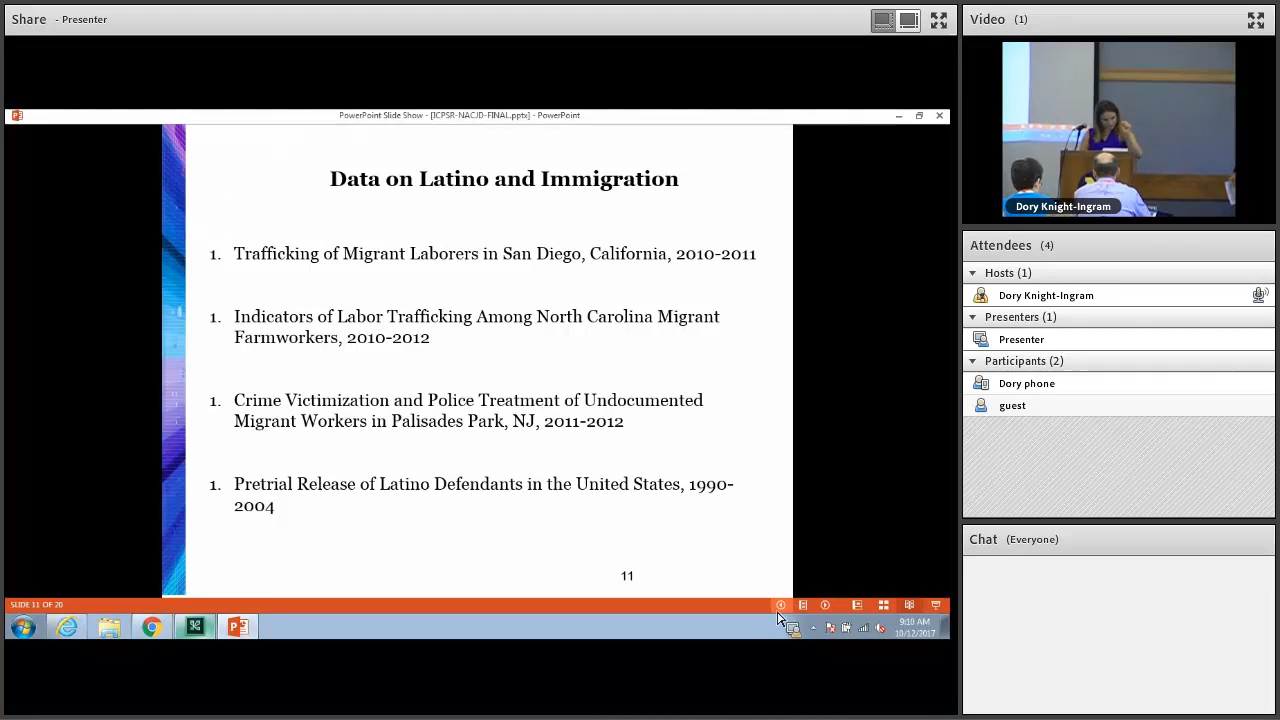 Share - Presenter
Video (1)
PowerPoint Slide Show - [ICPSR-NACJD-FINAL.pptx] - PowerPoint
Data on Latino and Immigration
1. Trafficking of Migrant Laborers in San Diego, California, 2010-2011
1. Indicators of Labor Trafficking Among North Carolina Migrant
Farmworkers, 2010-2012
1. Crime Victimization and Police Treatment of Undocumented
Migrant Workers in Palisades Park, NJ, 2011-2012
1. Pretrial Release of Latino Defendants in the United States, 1990-
2004
11
SLIDE 11 OF 20
9:10 AM
10/12/2017
Dory Knight-Ingram
Attendees (4)
Hosts (1)
Dory Knight-Ingram
Presenters (1)
Presenter
Participants (2)
Dory phone
guest
Chat (Everyone)